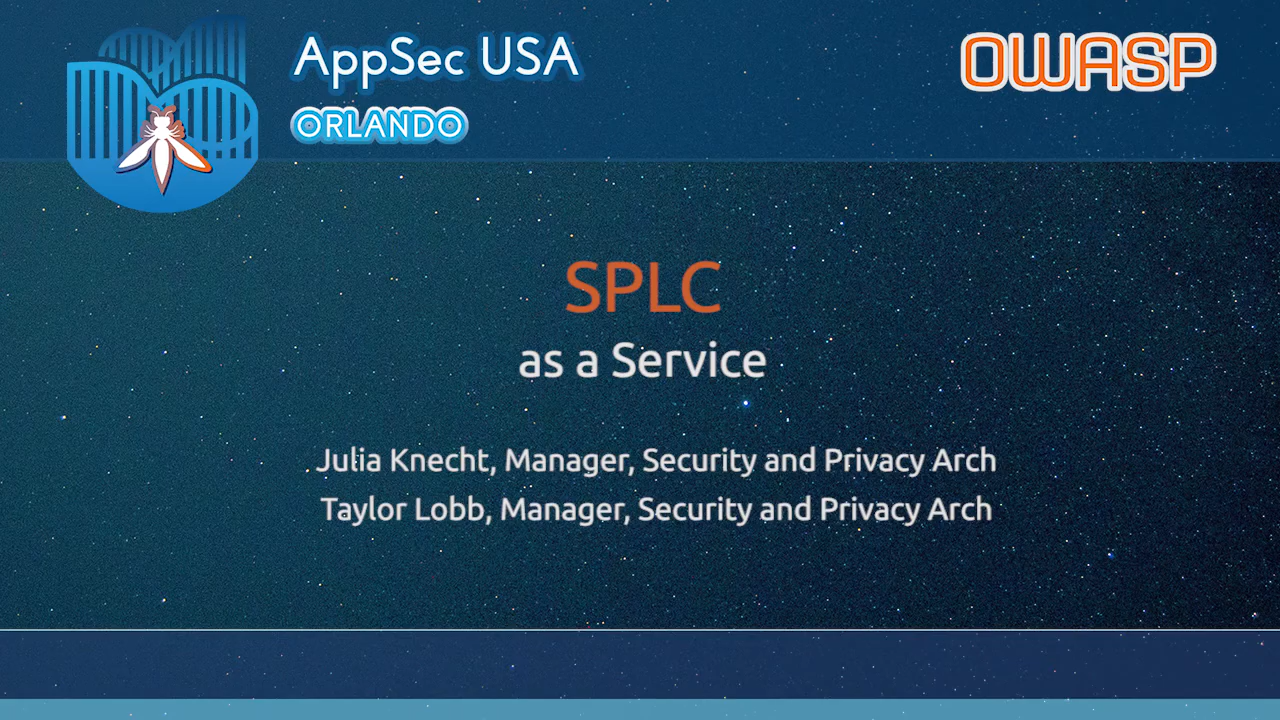 AppSec USA
ORLANDO
OWASP
SPLC
as a Service
Julia Knecht, Manager, Security and Privacy Arch
Taylor Lobb, Manager, Security and Privacy Arch